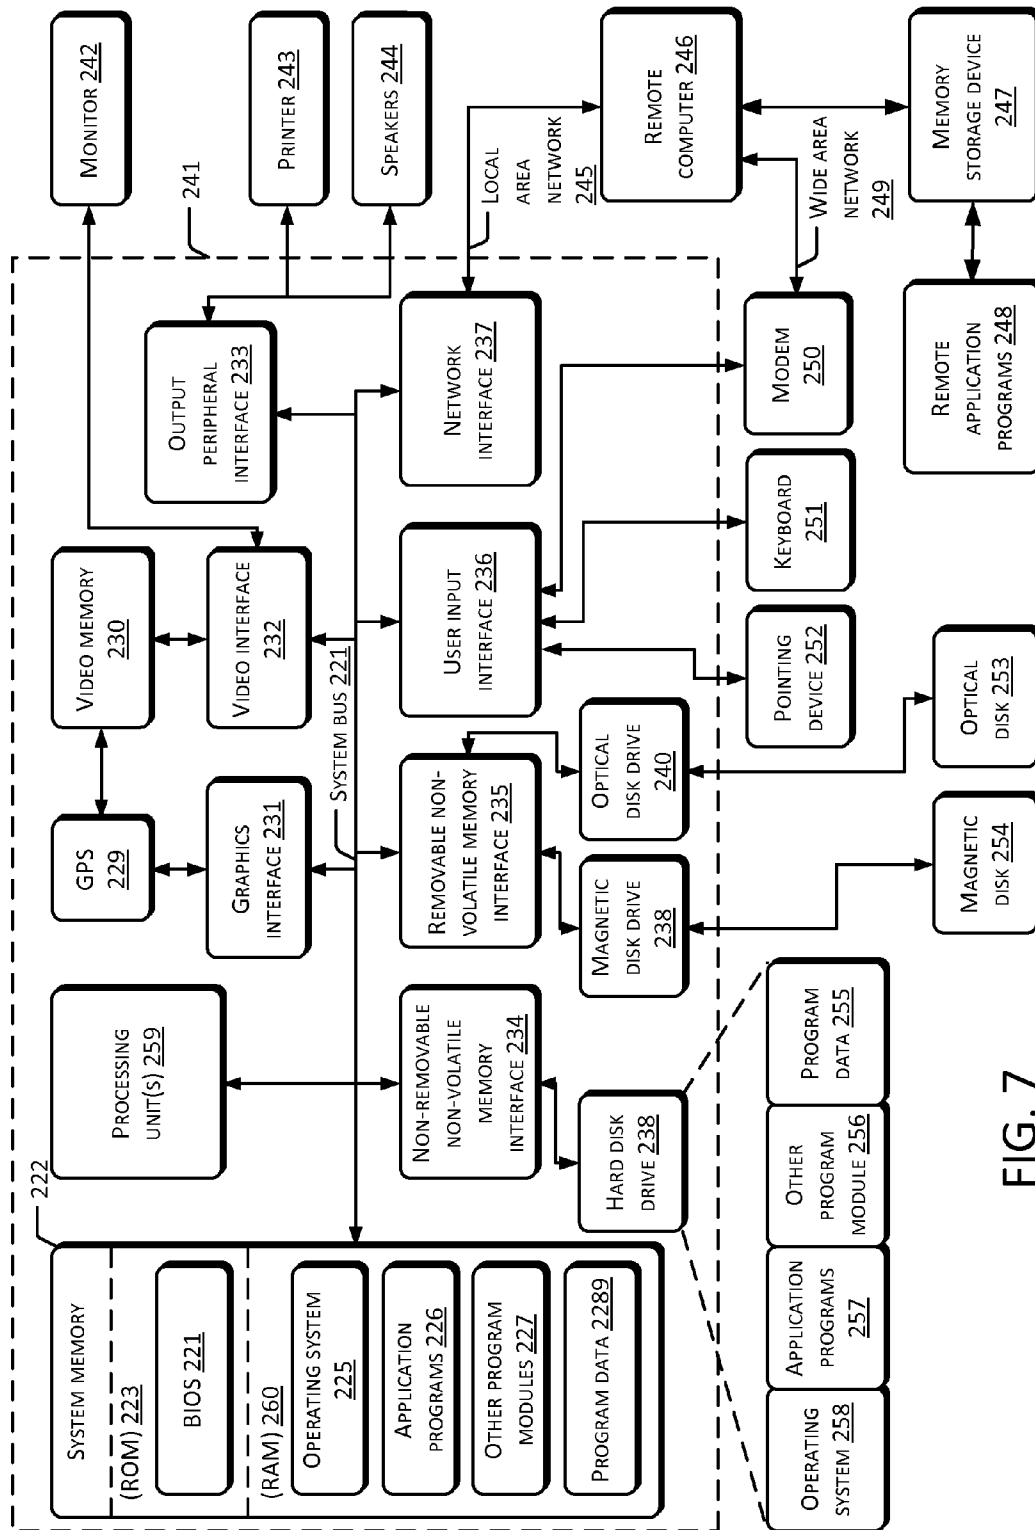 SYSTEM MEMORY
222
(ROM) 223
BIOS 221
(RAM) 260
OPERATING SYSTEM
225
APPLICATION
PROGRAMS 226
OTHER PROGRAM
MODULES 227
PROGRAM DATA 2289
PROCESSING
UNIT(S) 259
GPS
229
VIDEO MEMORY
230
GRAPHICS
INTERFACE 231
VIDEO INTERFACE
232
OUTPUT
PERIPHERAL
INTERFACE 233
241
MONITOR 242
PRINTER 243
SPEAKERS 244
SYSTEM BUS 221
NON-REMOVABLE
NON-VOLATILE
MEMORY
INTERFACE 234
REMOVABLE NON-
VOLATILE MEMORY
INTERFACE 235
USER INPUT
INTERFACE 236
NETWORK
INTERFACE 237
LOCAL
AREA
NETWORK
245
REMOTE
COMPUTER 246
HARD DISK
DRIVE 238
MAGNETIC
DISK DRIVE
238
OPTICAL
DISK DRIVE
240
WIDE AREA
NETWORK
249
OPERATING
SYSTEM 258
APPLICATION
PROGRAMS
257
OTHER
PROGRAM
MODULE 256
PROGRAM
DATA 255
POINTING
DEVICE 252
KEYBOARD
251
MODEM
250
MAGNETIC
DISK 254
OPTICAL
DISK 253
REMOTE
APPLICATION
PROGRAMS 248
MEMORY
STORAGE DEVICE
247
FIG. 7